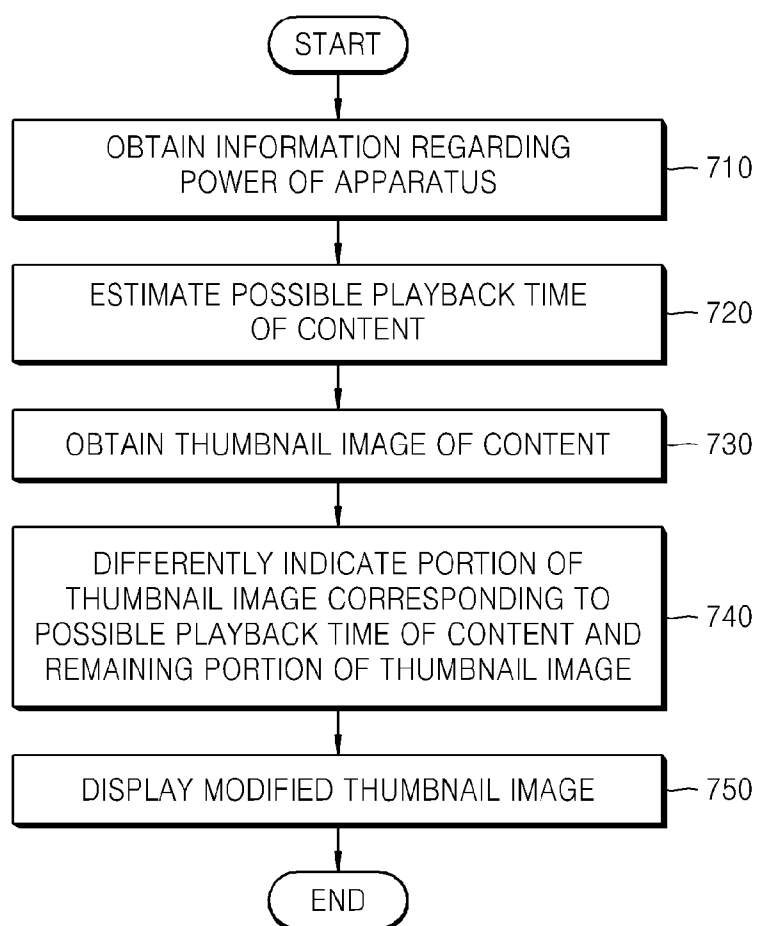 START
OBTAIN INFORMATION REGARDING
POWER OF APPARATUS
710
ESTIMATE POSSIBLE PLAYBACK TIME
OF CONTENT
720
OBTAIN THUMBNAIL IMAGE OF CONTENT
730
DIFFERENTLY INDICATE PORTION OF
THUMBNAIL IMAGE CORRESPONDING TO
POSSIBLE PLAYBACK TIME OF CONTENT AND
REMAINING PORTION OF THUMBNAIL IMAGE
740
DISPLAY MODIFIED THUMBNAIL IMAGE
750
END